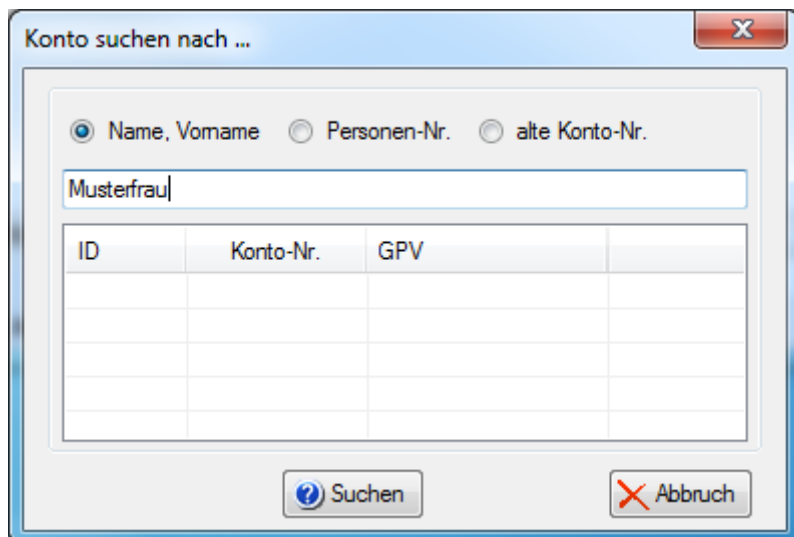 Konto suchen nach ...
Name, Vorname Personen-Nr. alte Konto-Nr.
Musterfrau
ID Konto-Nr. GPV
Suchen Abbruch